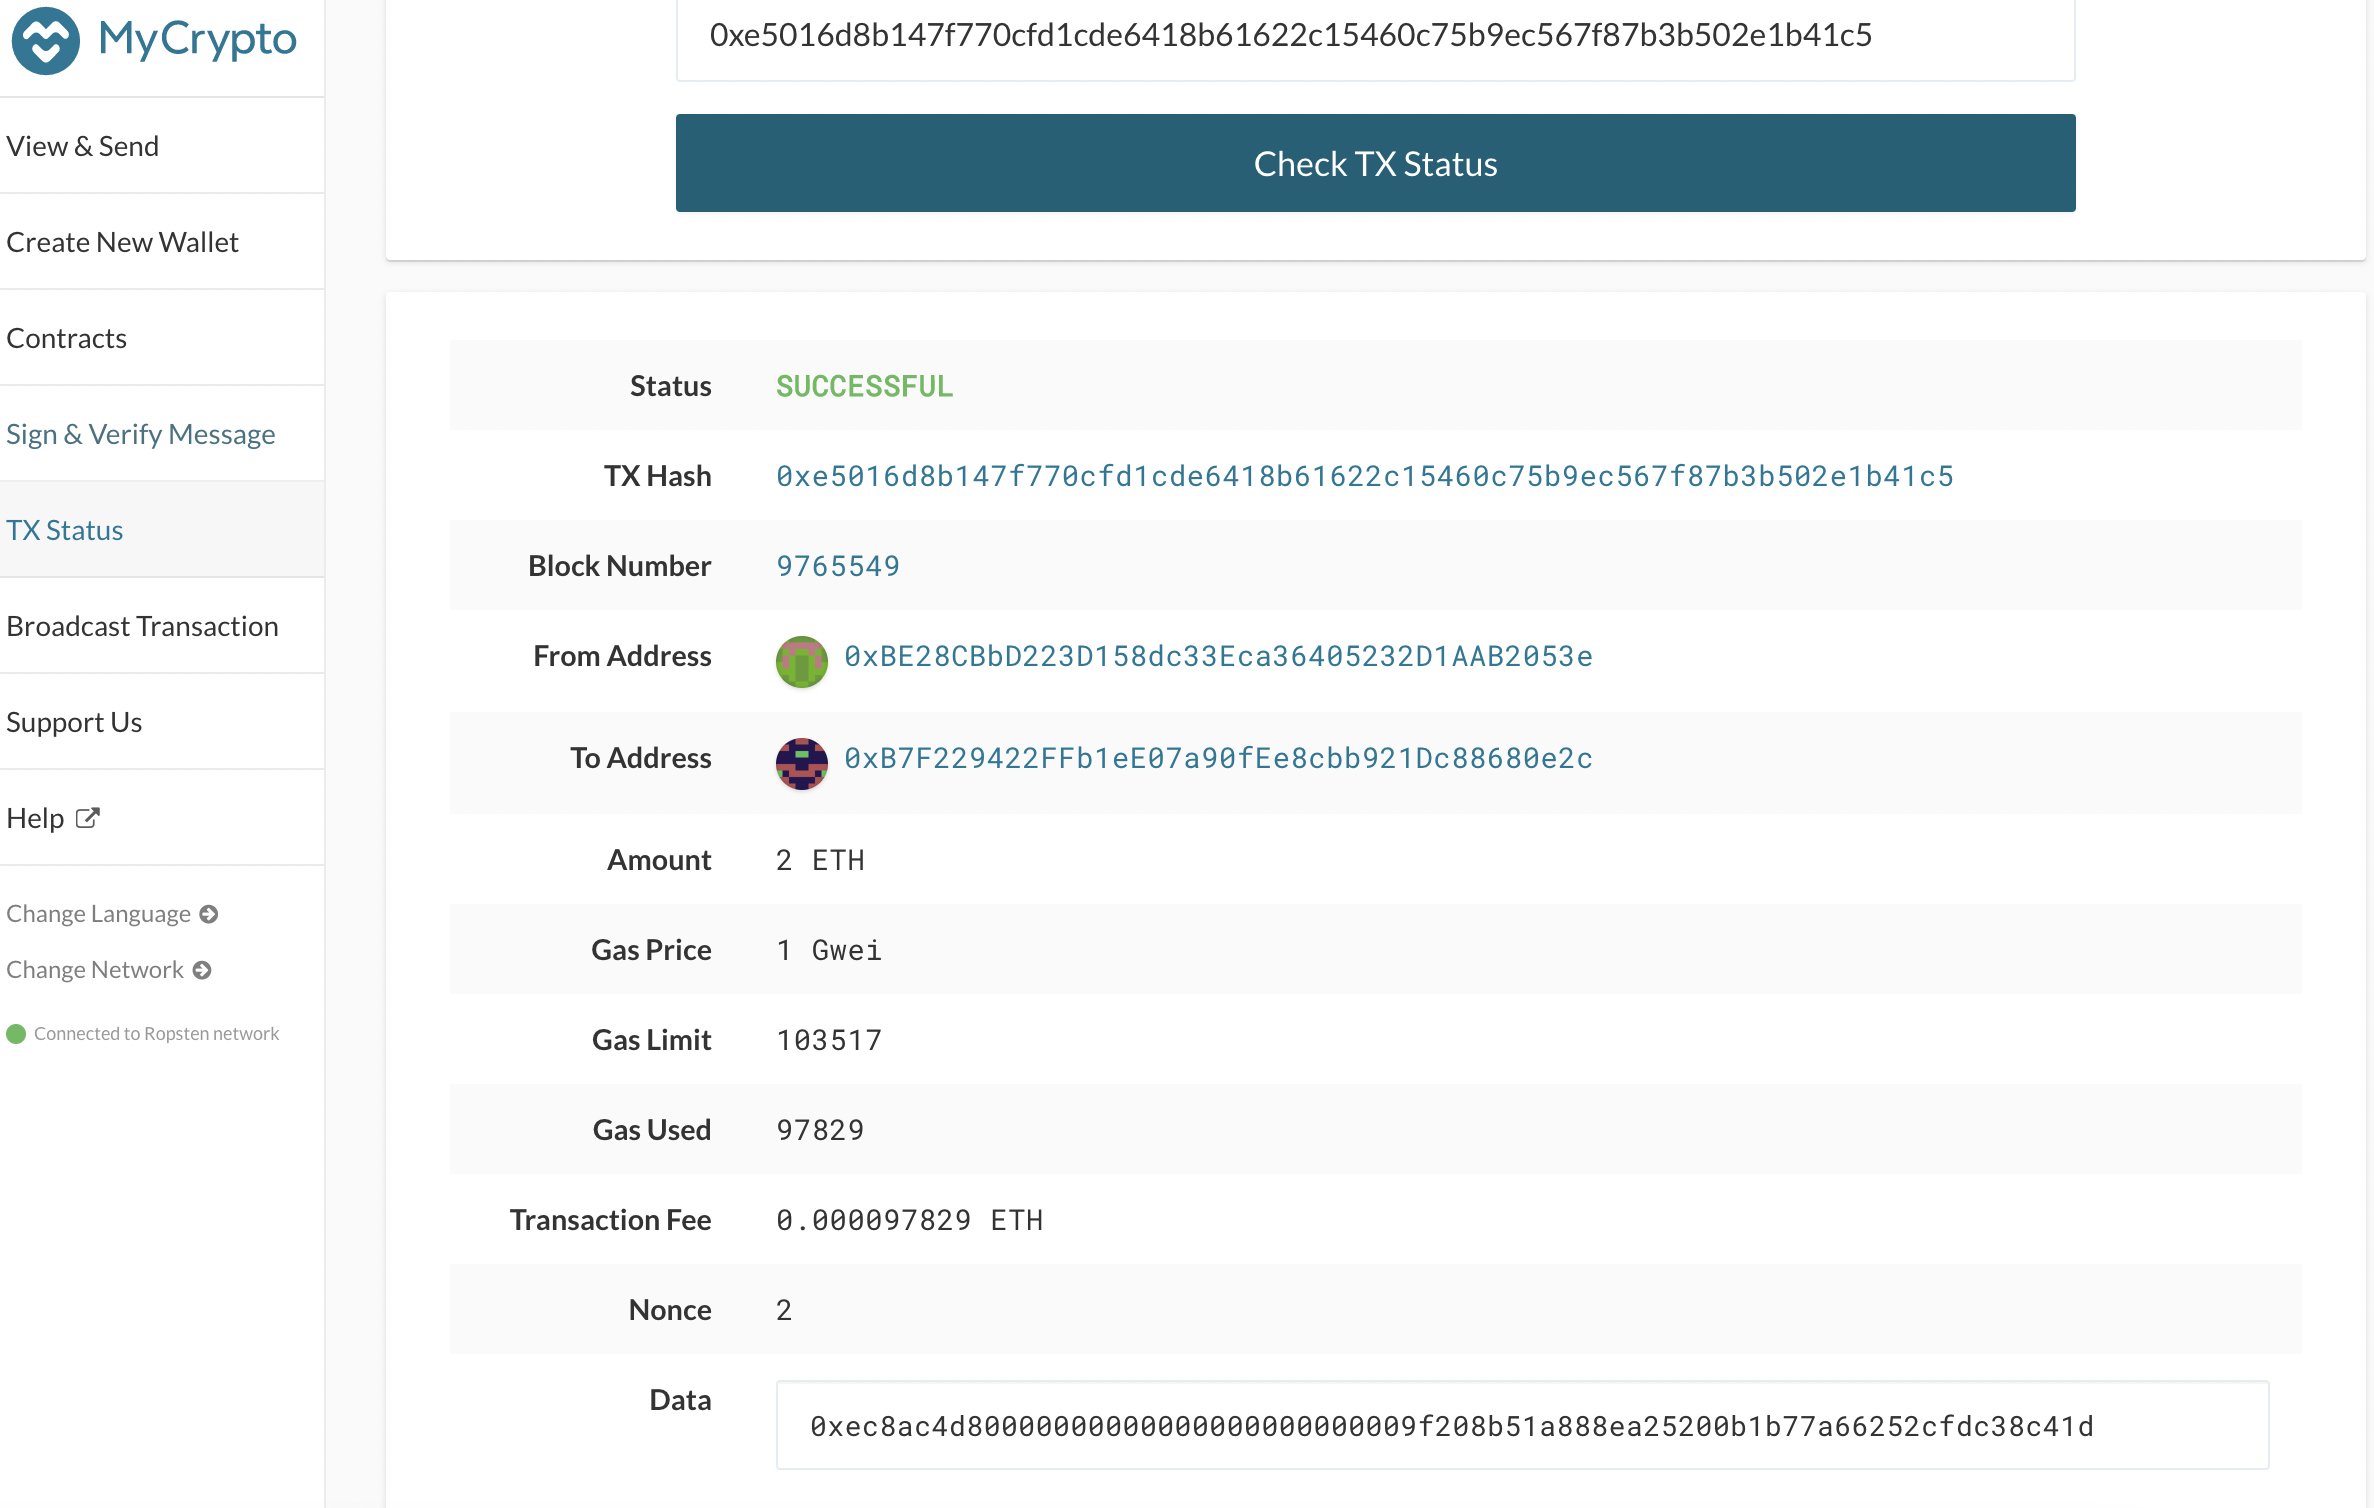 MyCrypto
View & Send
Create New Wallet
Contracts
Sign & Verify Message
TX Status
Broadcast Transaction
Support Us
Help
Change Language
Change Network
Connected to Ropsten network
0xe5016d8b147f770cfd1cde6418b61622c15460c75b9ec567f87b3b502e1b41c5
Check TX Status
Status SUCCESSFUL
TX Hash 0xe5016d8b147f770cfd1cde6418b61622c15460c75b9ec567f87b3b502e1b41c5
Block Number 9765549
From Address 0xBE28CBbD223D158dc33Eca36405232D1AAB2053e
To Address 0xB7F229422FFb1eE07a90fEe8cbb921Dc88680e2c
Amount 2 ETH
Gas Price 1 Gwei
Gas Limit 103517
Gas Used 97829
Transaction Fee 0.000097829 ETH
Nonce 2
Data 0xec8ac4d80000000000000000000000009f208b51a888ea25200b1b77a66252cfdc38c41d